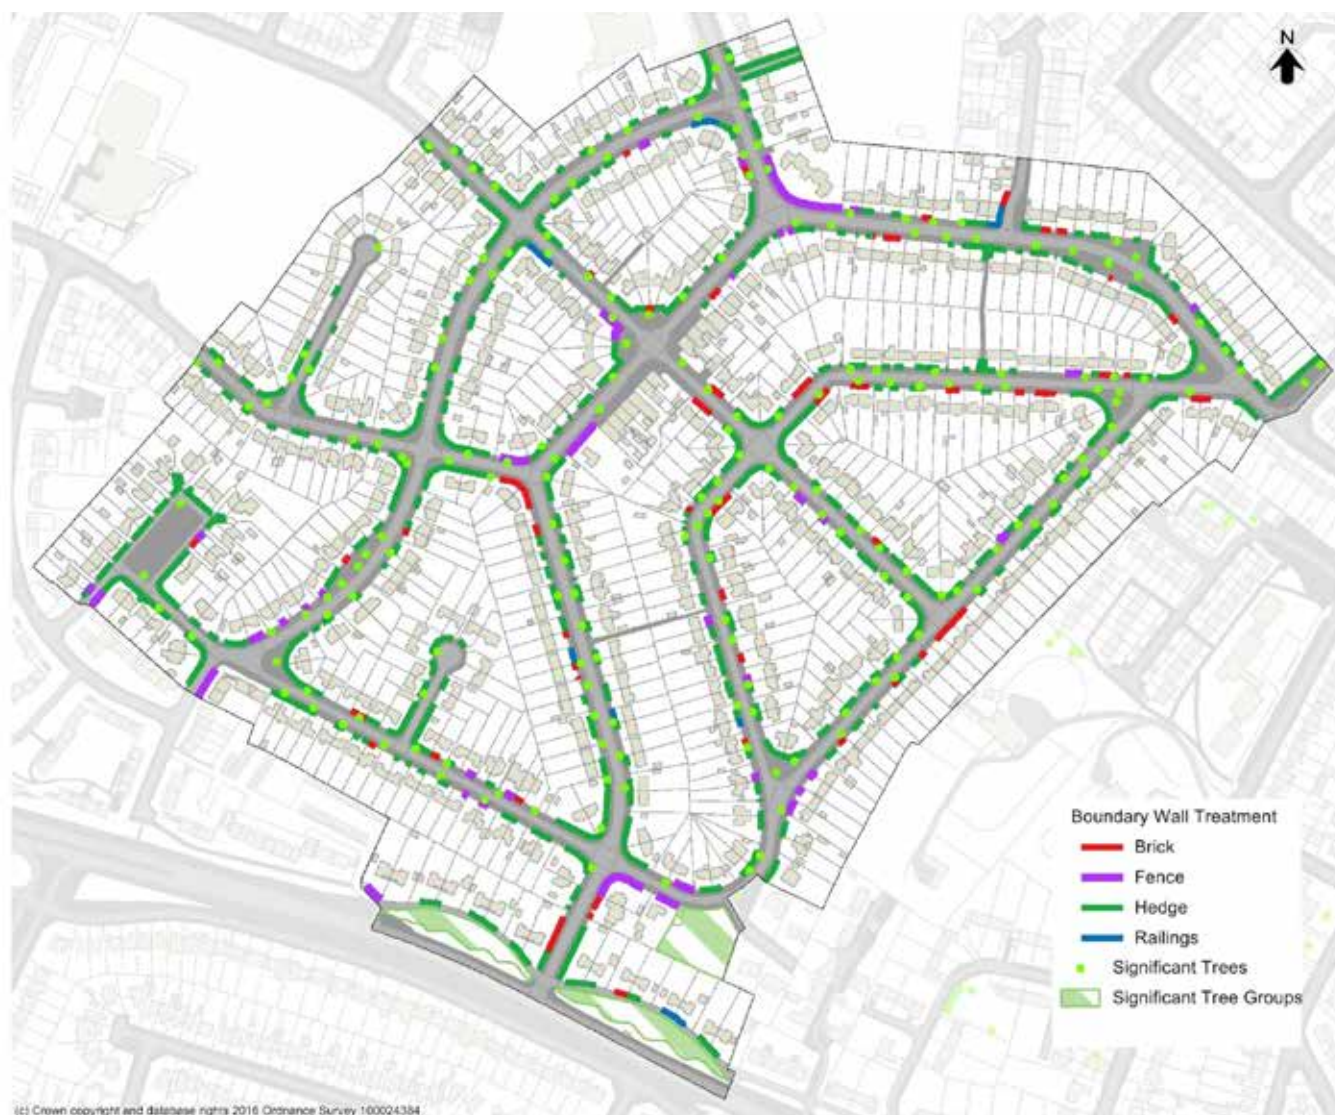 N
Boundary Wall Treatment
Brick
Fence
Hedge
Railings
Significant Trees
Significant Tree Groups
(c) Crown copyright and database rights 2016 Ordnance Survey 100024384